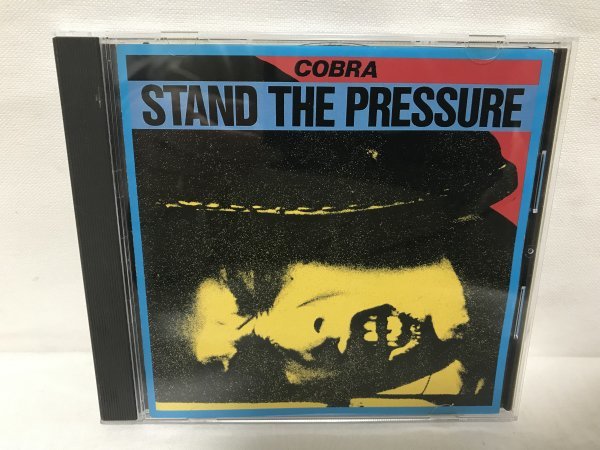 COBRA
STAND THE PRESSURE